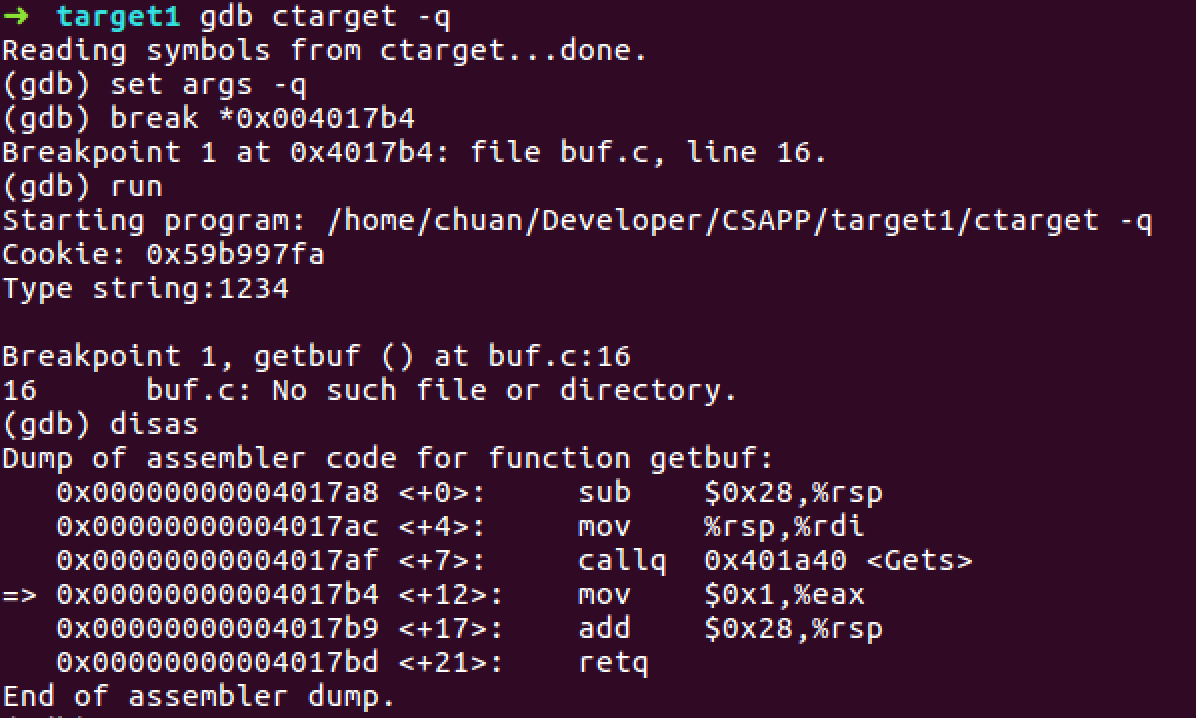 ➜  target1 gdb ctarget -q
Reading symbols from ctarget...done.
(gdb) set args -q
(gdb) break *0x004017b4
Breakpoint 1 at 0x4017b4: file buf.c, line 16.
(gdb) run
Starting program: /home/chuan/Developer/CSAPP/target1/ctarget -q
Cookie: 0x59b997fa
Type string:1234

Breakpoint 1, getbuf () at buf.c:16
16      buf.c: No such file or directory.
(gdb) disas
Dump of assembler code for function getbuf:
   0x00000000004017a8 <+0>:     sub    $0x28,%rsp
   0x00000000004017ac <+4>:     mov    %rsp,%rdi
   0x00000000004017af <+7>:     callq  0x401a40 <Gets>
=> 0x00000000004017b4 <+12>:    mov    $0x1,%eax
   0x00000000004017b9 <+17>:    add    $0x28,%rsp
   0x00000000004017bd <+21>:    retq
End of assembler dump.